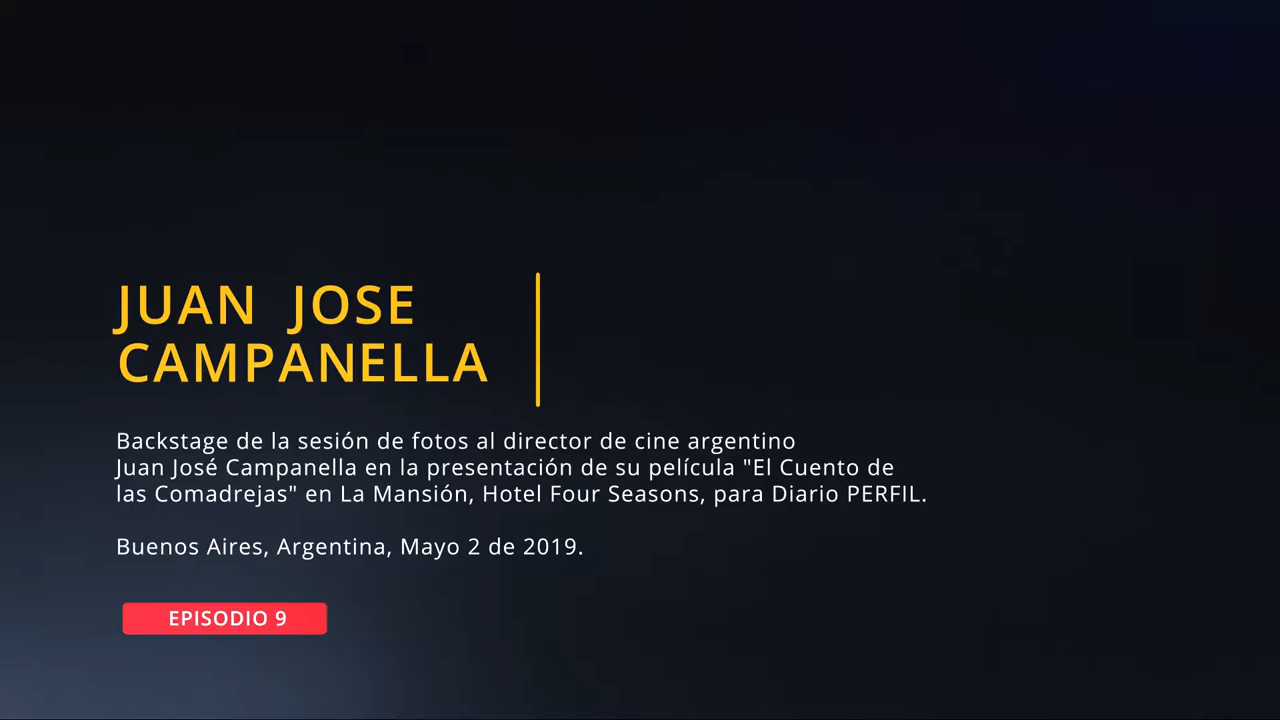 JUAN JOSE
CAMPANELLA
Backstage de la sesión de fotos al director de cine argentino
Juan José Campanella en la presentación de su película "El Cuento de
las Comadrejas" en La Mansión, Hotel Four Seasons, para Diario PERFIL.
Buenos Aires, Argentina, Mayo 2 de 2019.
EPISODIO 9